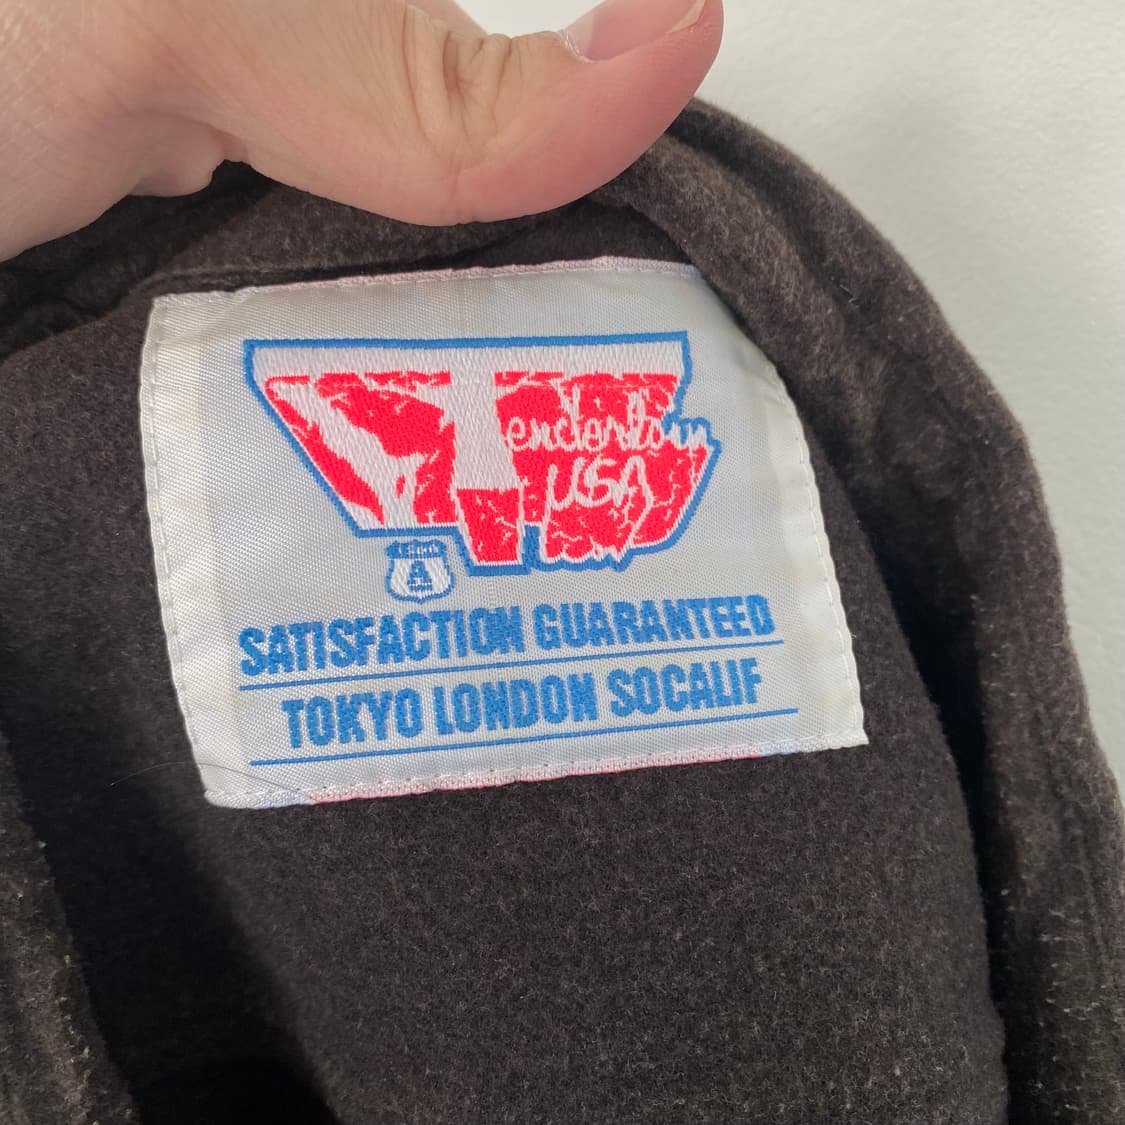 Tenderloin
USA
A
SATISFACTION GUARANTEED
TOKYO LONDON SOCALIF